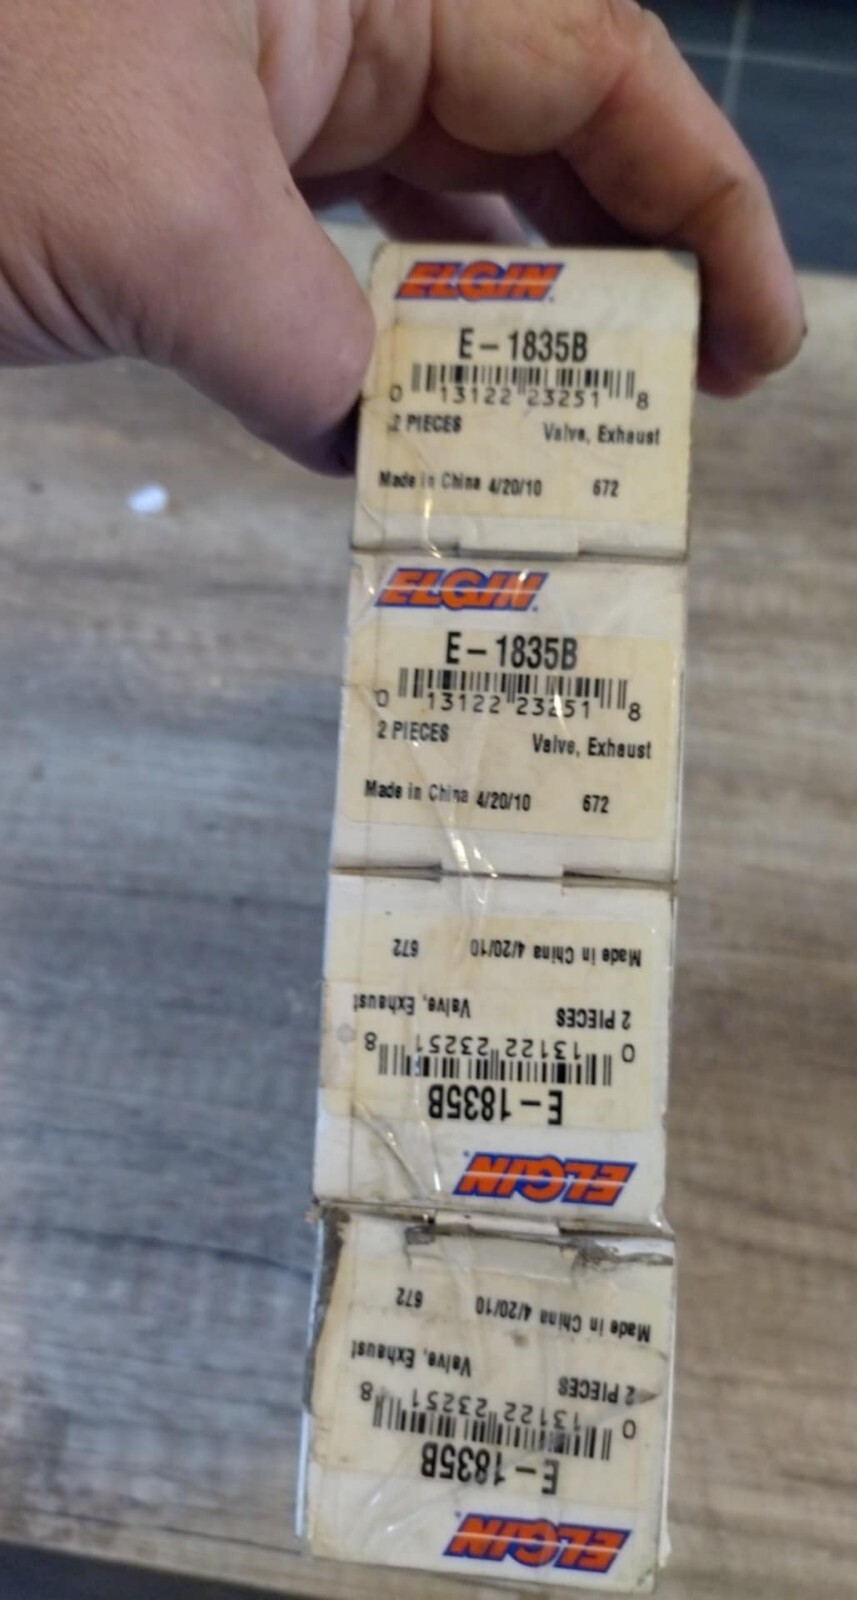 ELGIN
E-1835B
0 13122 23251 8
2 PIECES Valve, Exhaust
Made in China 4/20/10 672
ELGIN
E-1835B
0 13122 23251 8
2 PIECES Valve, Exhaust
Made in China 4/20/10 672
ELGIN
E-1835B
0 13122 23251 8
2 PIECES Valve, Exhaust
Made in China 4/20/10 672
ELGIN
E-1835B
0 13122 23251 8
2 PIECES Valve, Exhaust
Made in China 4/20/10 672